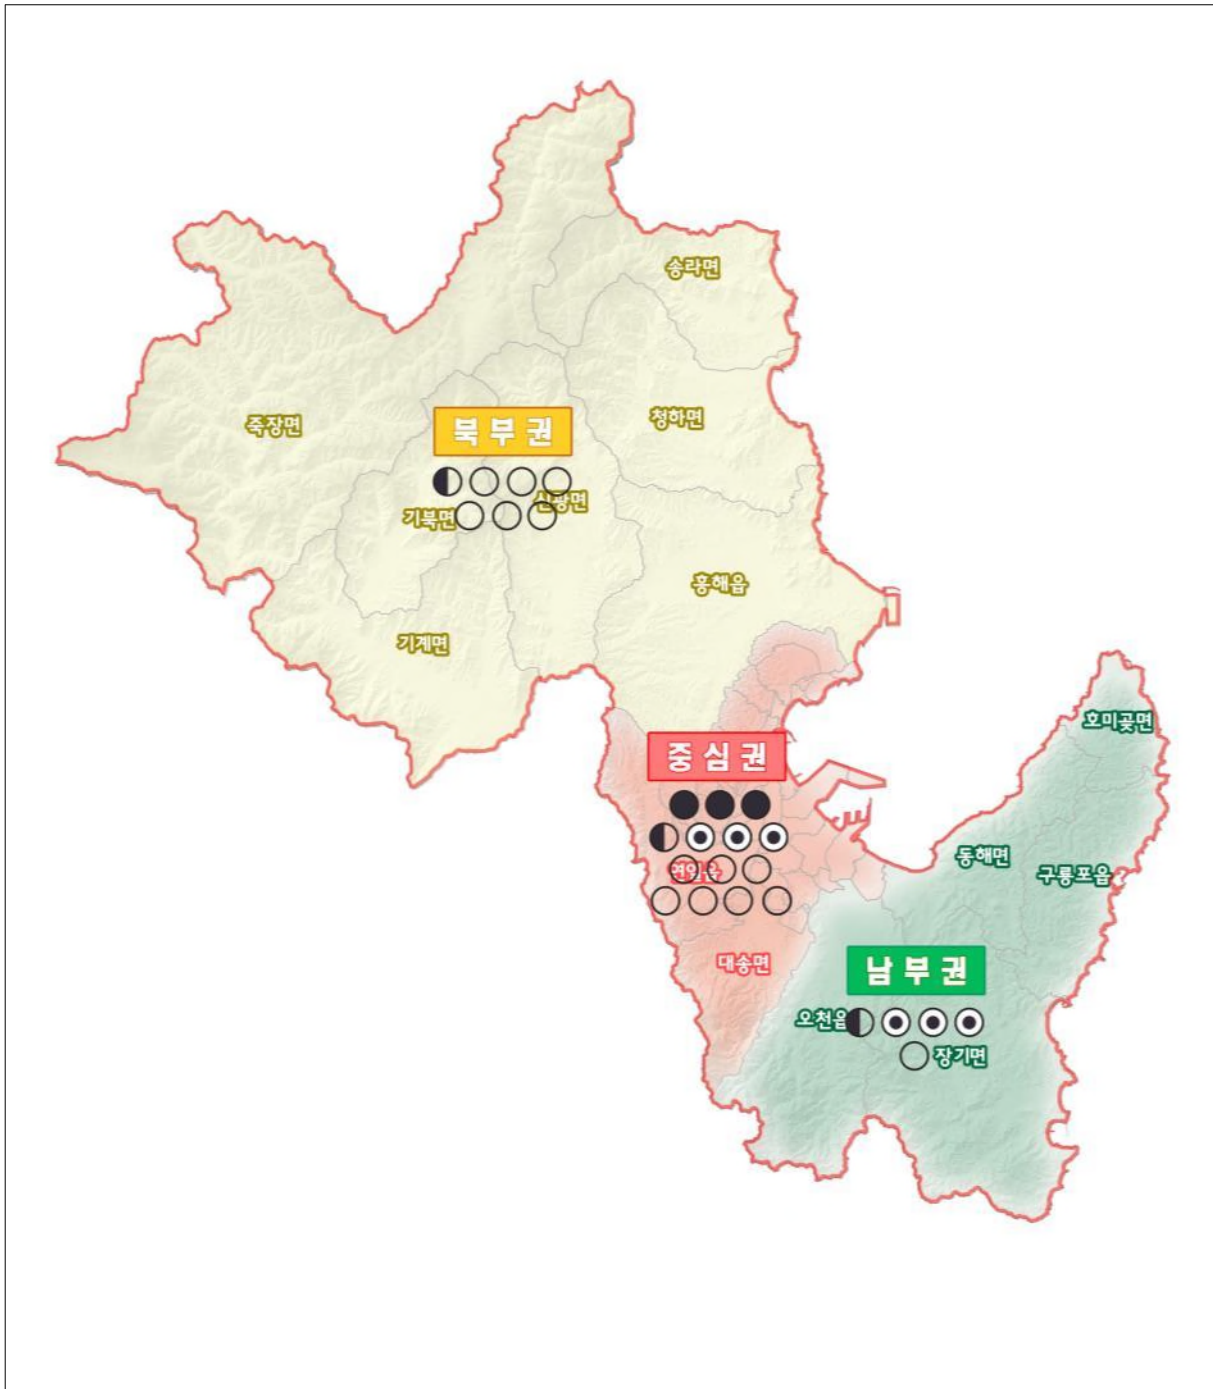 송라면
죽장면
청하면
북부권
신광면
기북면
흥해읍
기계면
호미곶면
중심권
동해면
연일읍
구룡포읍
대송면
남부권
오천읍
장기면